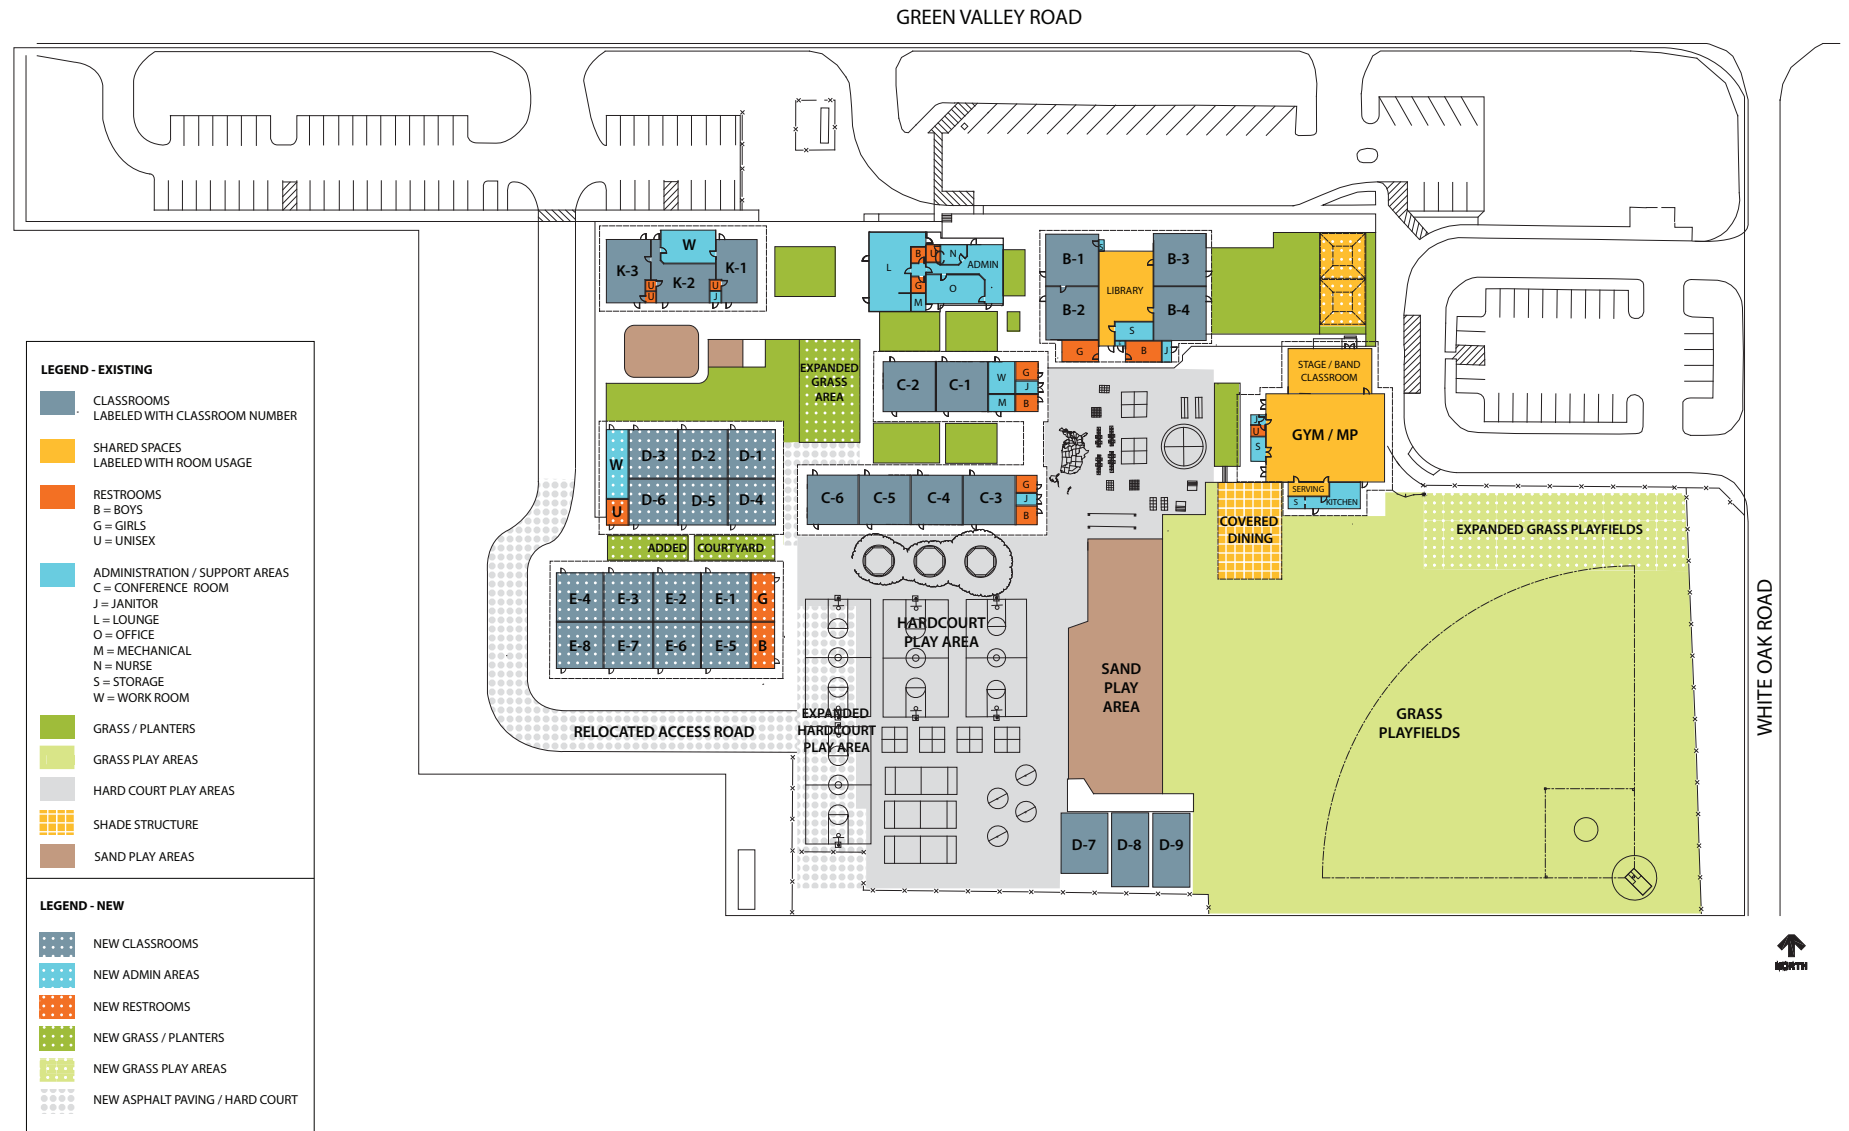 GREEN VALLEY ROAD
W
K-3
K-2
K-1
U
U
U
J
L
B
U
N
ADMIN
G
O
M
B-1
S
B-3
LIBRARY
B-2
B-4
S
G
B
J
STAGE / BAND
CLASSROOM
GYM / MP
J
U
S
SERVING
S
KITCHEN
COVERED
DINING
EXPANDED
GRASS
AREA
C-2
C-1
W
G
J
M
B
C-6
C-5
C-4
C-3
G
J
B
W
D-3
D-2
D-1
D-6
D-5
D-4
U
ADDED COURTYARD
E-4
E-3
E-2
E-1
G
E-8
E-7
E-6
E-5
B
RELOCATED ACCESS ROAD
HARDCOURT
PLAY AREA
EXPANDED
HARDCOURT
PLAY AREA
SAND
PLAY
AREA
D-7
D-8
D-9
EXPANDED GRASS PLAYFIELDS
GRASS
PLAYFIELDS
WHITE OAK ROAD
NORTH
LEGEND - EXISTING
CLASSROOMS
LABELED WITH CLASSROOM NUMBER
SHARED SPACES
LABELED WITH ROOM USAGE
RESTROOMS
B = BOYS
G = GIRLS
U = UNISEX
ADMINISTRATION / SUPPORT AREAS
C = CONFERENCE ROOM
J = JANITOR
L = LOUNGE
O = OFFICE
M = MECHANICAL
N = NURSE
S = STORAGE
W = WORK ROOM
GRASS / PLANTERS
GRASS PLAY AREAS
HARD COURT PLAY AREAS
SHADE STRUCTURE
SAND PLAY AREAS
LEGEND - NEW
NEW CLASSROOMS
NEW ADMIN AREAS
NEW RESTROOMS
NEW GRASS / PLANTERS
NEW GRASS PLAY AREAS
NEW ASPHALT PAVING / HARD COURT